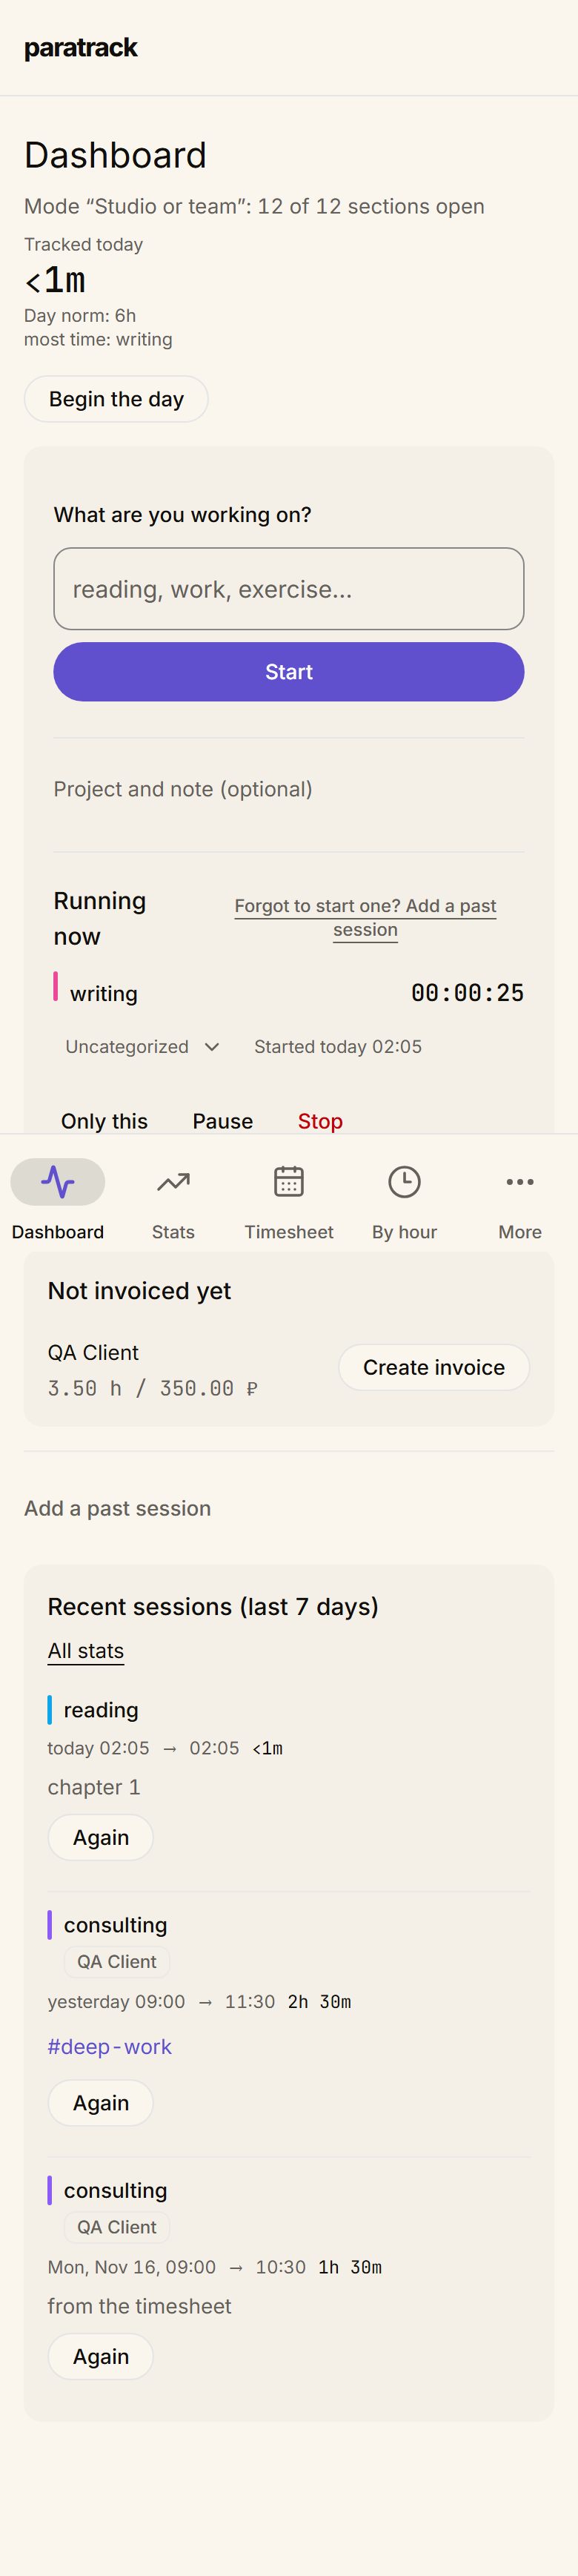 paratrack
Dashboard
Mode “Studio or team”: 12 of 12 sections open
Tracked today
<1m
Day norm: 6h
most time: writing
Begin the day
What are you working on?
reading, work, exercise...
Start
Project and note (optional)
Running now
Forgot to start one? Add a past session
writing 00:00:25
Uncategorized Started today 02:05
Only this Pause Stop
Dashboard Stats Timesheet By hour More
Not invoiced yet
QA Client
3.50 h / 350.00 ₽
Create invoice
Add a past session
Recent sessions (last 7 days)
All stats
reading
today 02:05 → 02:05 <1m
chapter 1
Again
consulting
QA Client
yesterday 09:00 → 11:30 2h 30m
#deep-work
Again
consulting
QA Client
Mon, Nov 16, 09:00 → 10:30 1h 30m
from the timesheet
Again